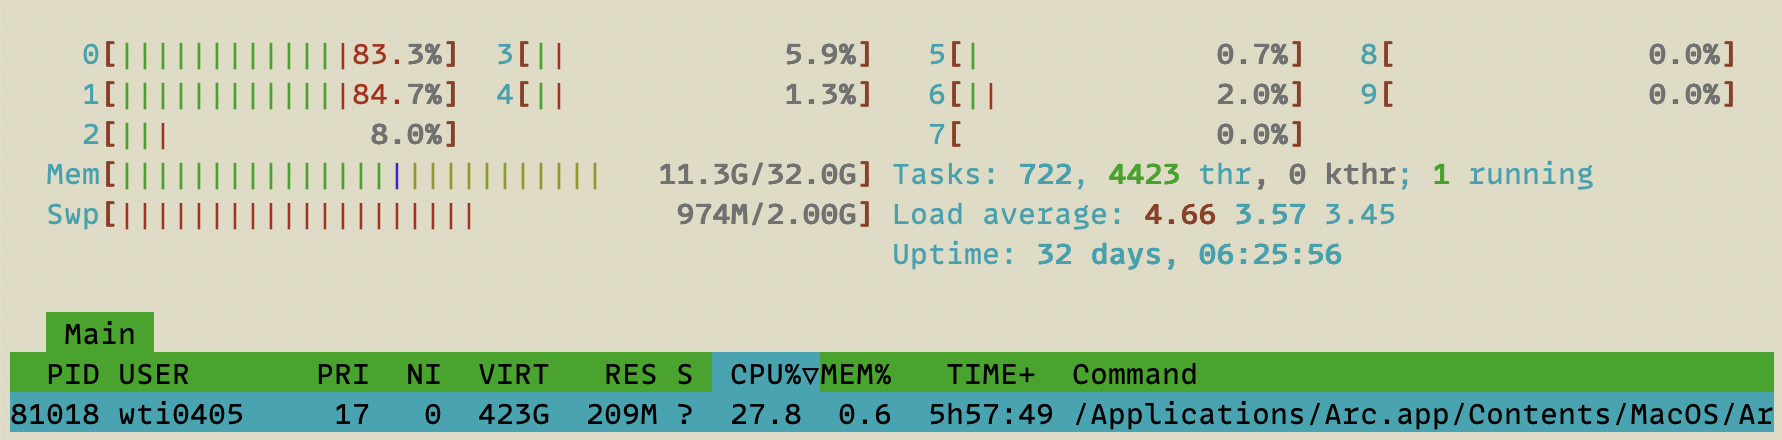 0[||||||||||||||83.3%] 3[|| 5.9%] 5[| 0.7%] 8[ 0.0%]
1[||||||||||||||84.7%] 4[|| 1.3%] 6[|| 2.0%] 9[ 0.0%]
2[||| 8.0%] 7[ 0.0%]
Mem[||||||||||||||||||||||||||| 11.3G/32.0G] Tasks: 722, 4423 thr, 0 kthr; 1 running
Swp[|||||||||||||||||||| 974M/2.00G] Load average: 4.66 3.57 3.45
Uptime: 32 days, 06:25:56
Main
PID USER PRI NI VIRT RES S CPU%▽MEM% TIME+ Command
81018 wti0405 17 0 423G 209M ? 27.8 0.6 5h57:49 /Applications/Arc.app/Contents/MacOS/Ar